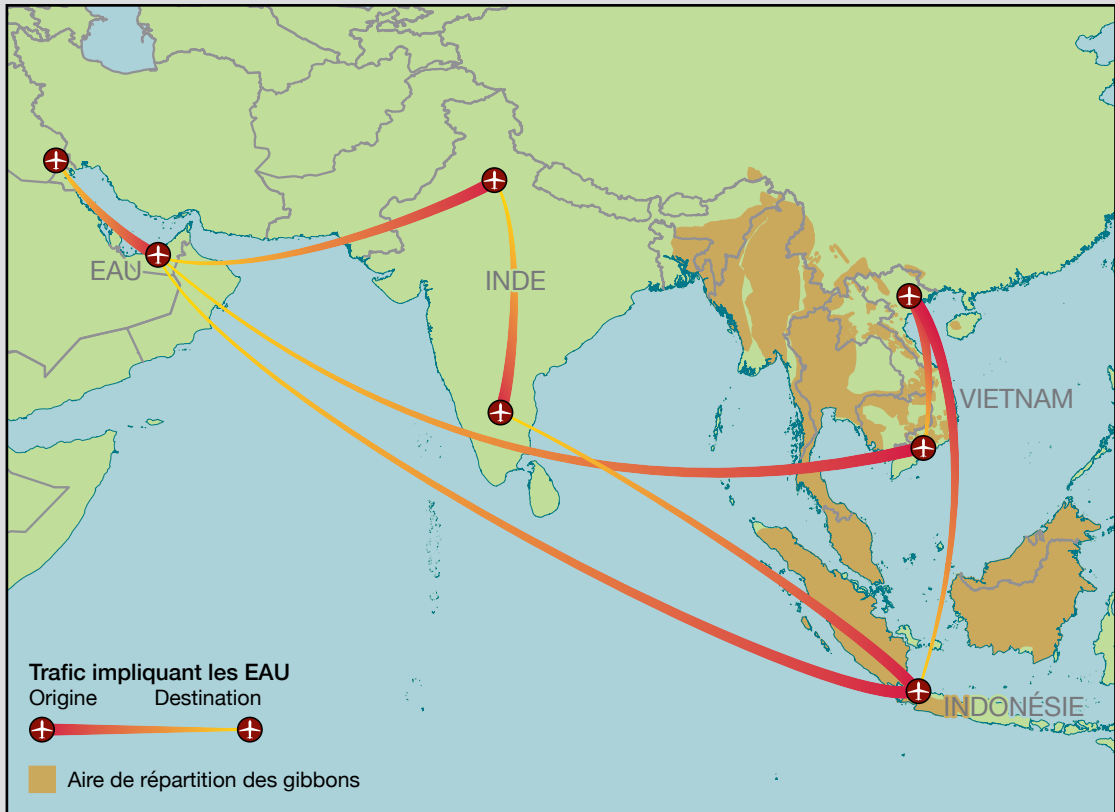 EAU
INDE
VIETNAM
INDONÉSIE
Trafic impliquant les EAU
Origine Destination
Aire de répartition des gibbons